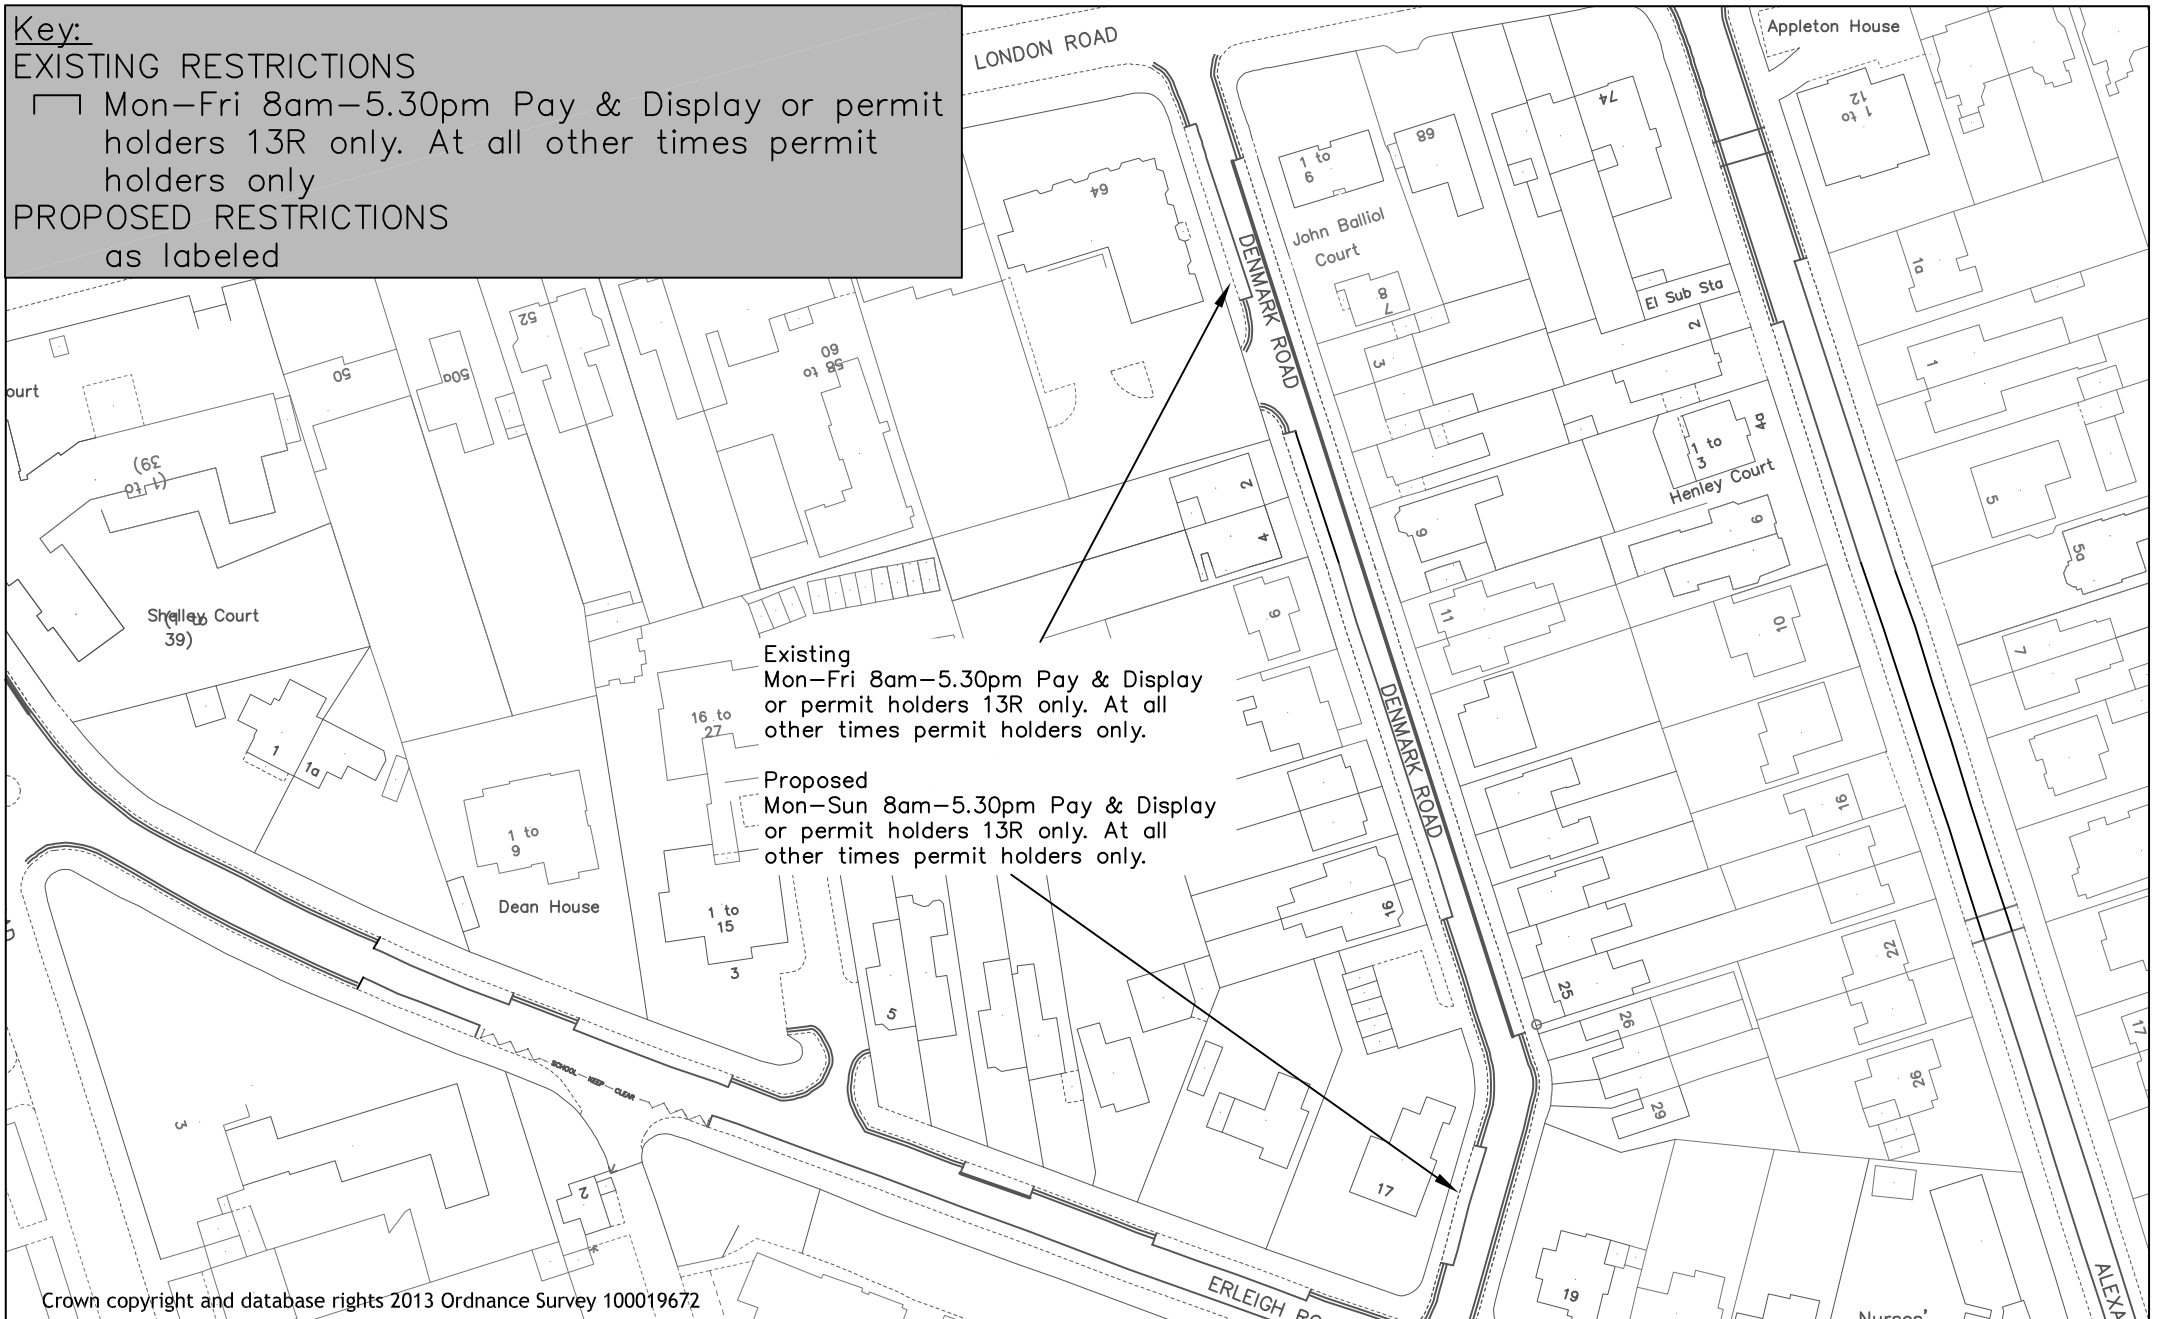 Key:
EXISTING RESTRICTIONS
Mon-Fri 8am-5.30pm Pay & Display or permit
holders 13R only. At all other times permit
holders only
PROPOSED RESTRICTIONS
as labeled
LONDON ROAD
Appleton House
1 to
12
74
68
1 to
6
64
John Balliol
Court
DENMARK ROAD
7
8
El Sub Sta
1a
2
3
1
52
50
50a
58 to
60
ourt
4a
1 to
3
Henley Court
(1 to
39)
2
4
9
6
5
5a
Shelley Court
(1 to
39)
6
11
10
7
Existing
Mon-Fri 8am-5.30pm Pay & Display
or permit holders 13R only. At all
other times permit holders only.
16 to
27
DENMARK ROAD
1
1a
Proposed
Mon-Sun 8am-5.30pm Pay & Display
or permit holders 13R only. At all
other times permit holders only.
16
1 to
9
Dean House
1 to
15
3
16
22
25
26
5
17
SCHOOL KEEP CLEAR
3
29
26
2
17
19
ERLEIGH RO
ALEXA
Nurses'
Crown copyright and database rights 2013 Ordnance Survey 100019672